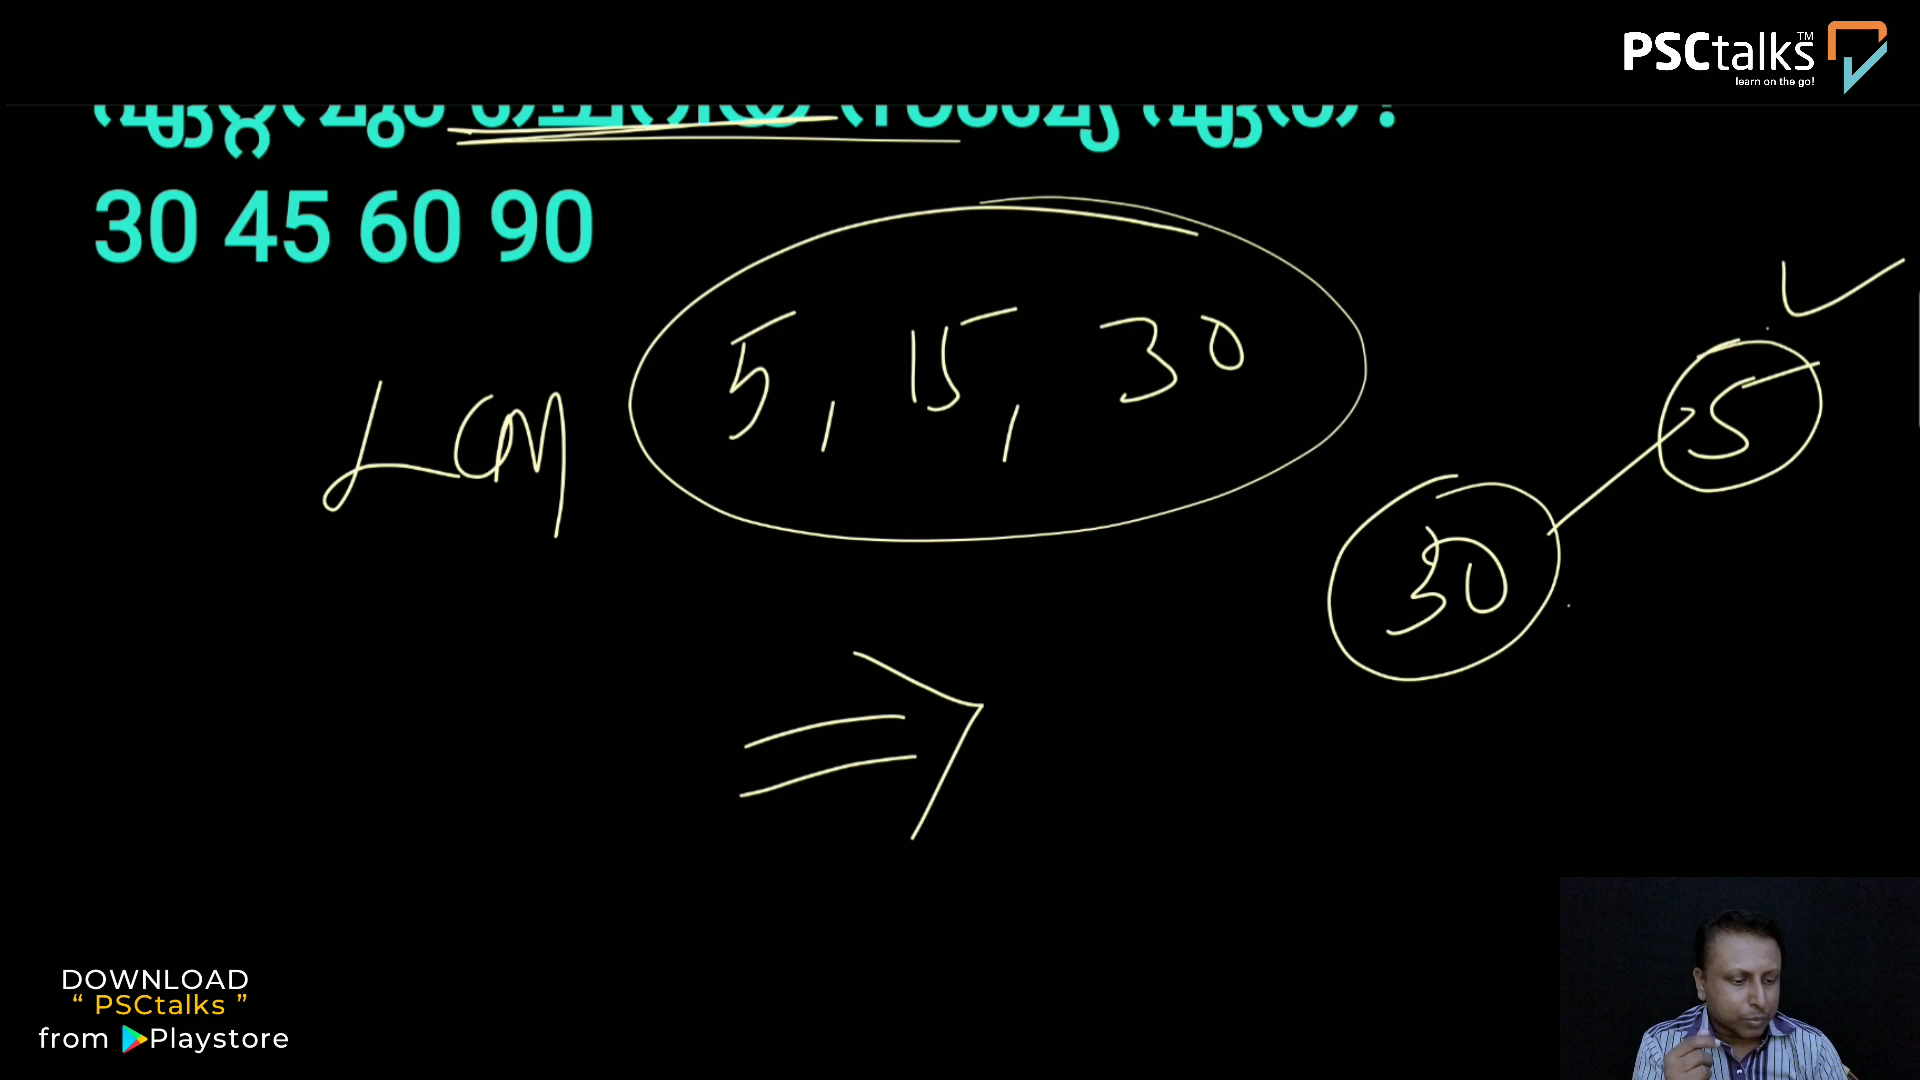 PSCtalks™
learn on the go!
30 45 60 90
5, 15, 30
LCM
5
30
DOWNLOAD
“ PSCtalks ”
from Playstore